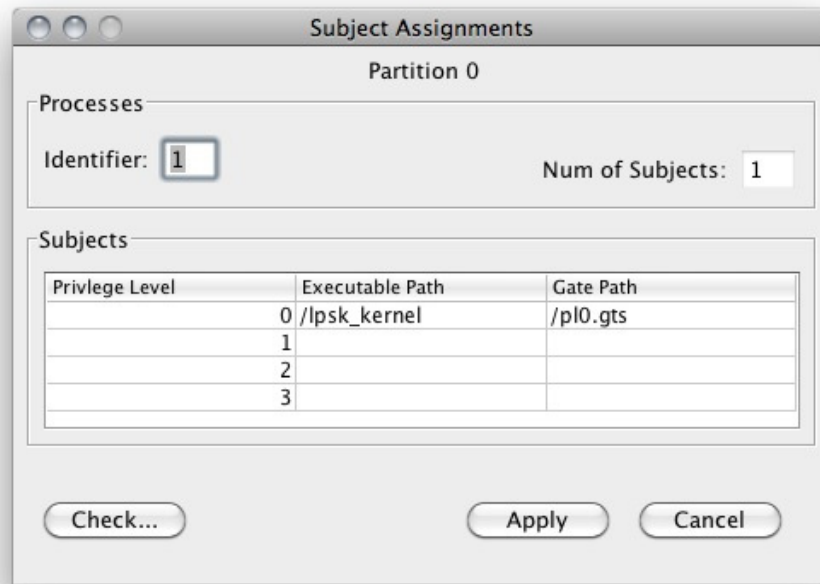 Subject Assignments
Partition 0
Processes
Identifier: 1
Num of Subjects: 1
Subjects
Privlege Level Executable Path Gate Path
0 /lpsk_kernel /pl0.gts
1
2
3
Check... Apply Cancel